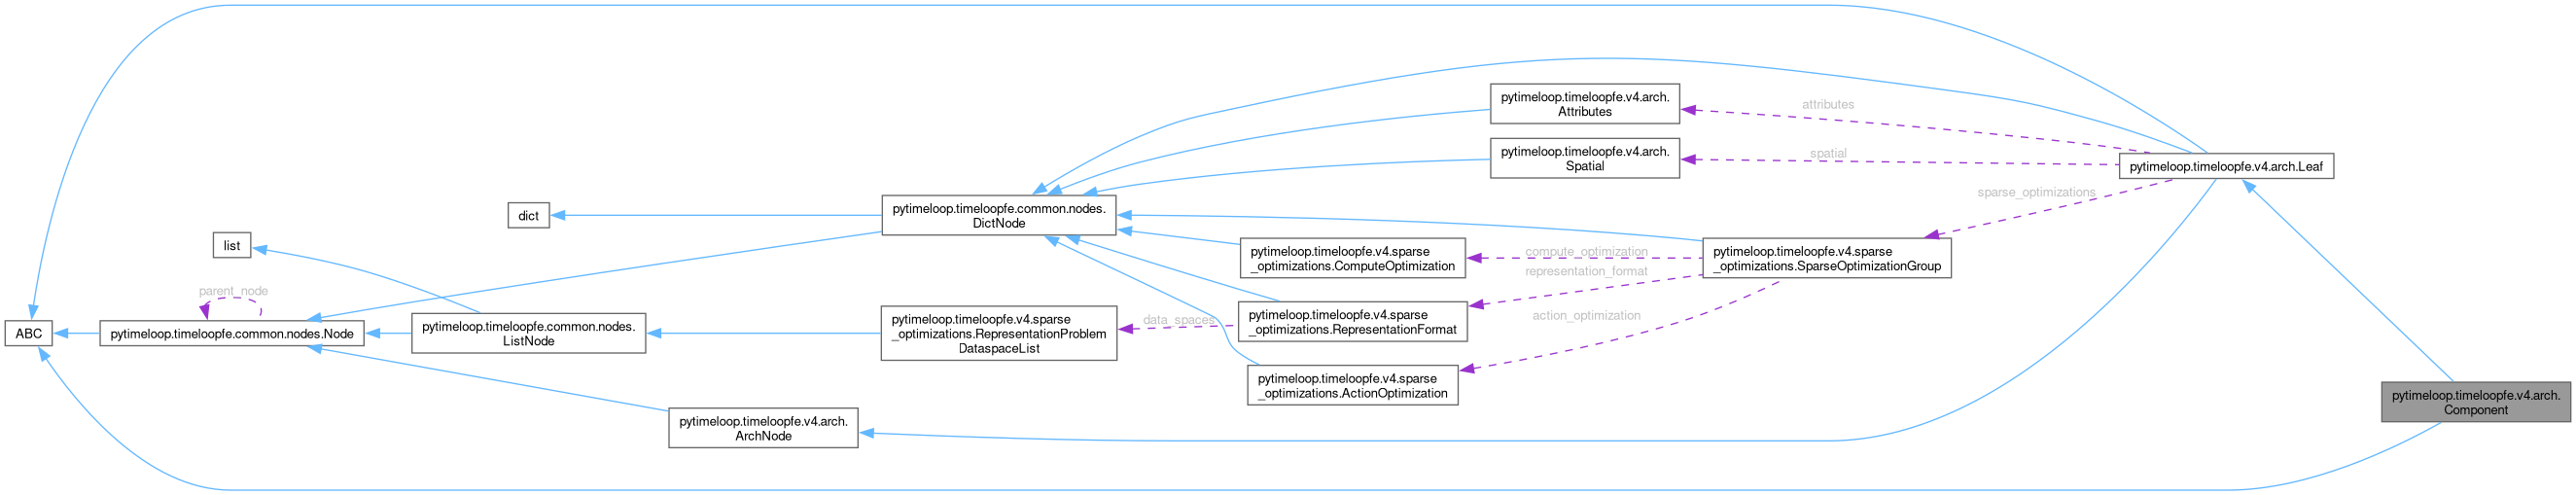 pytimeloop.timeloopfe.v4.arch.
Attributes
attributes
pytimeloop.timeloopfe.v4.arch.
Spatial
spatial
pytimeloop.timeloopfe.v4.arch.Leaf
sparse_optimizations
dict
pytimeloop.timeloopfe.common.nodes.
DictNode
list
pytimeloop.timeloopfe.v4.sparse
_optimizations.ComputeOptimization
compute_optimization
representation_format
pytimeloop.timeloopfe.v4.sparse
_optimizations.SparseOptimizationGroup
parent_node
ABC
pytimeloop.timeloopfe.common.nodes.Node
pytimeloop.timeloopfe.common.nodes.
ListNode
pytimeloop.timeloopfe.v4.sparse
_optimizations.RepresentationProblem
DataspaceList
data_spaces
pytimeloop.timeloopfe.v4.sparse
_optimizations.RepresentationFormat
action_optimization
pytimeloop.timeloopfe.v4.sparse
_optimizations.ActionOptimization
pytimeloop.timeloopfe.v4.arch.
ArchNode
pytimeloop.timeloopfe.v4.arch.
Component